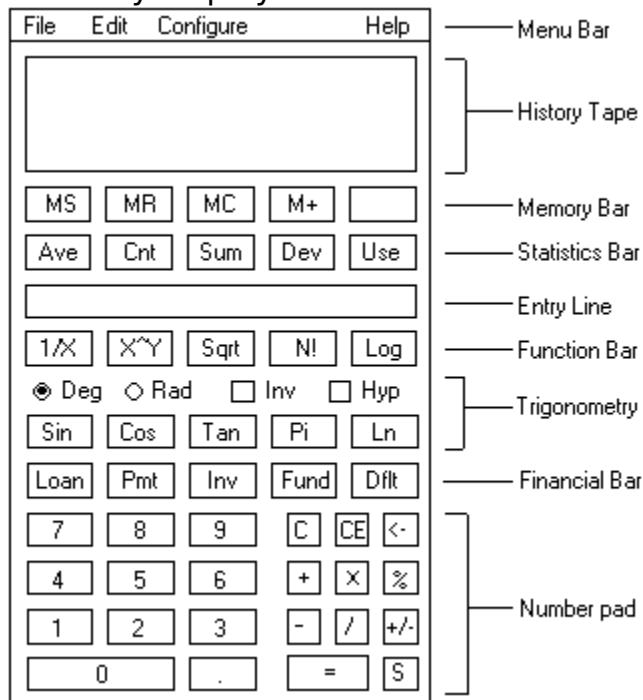 File Edit Configure Help Menu Bar
History Tape
MS MR MC M+ Memory Bar
Ave Cnt Sum Dev Use Statistics Bar
Entry Line
1/X X^Y Sqrt N! Log Function Bar
Deg Rad Inv Hyp
Trigonometry
Sin Cos Tan Pi Ln
Loan Pmt Inv Fund Dflt Financial Bar
7 8 9 C CE <-
4 5 6 + X %
Number pad
1 2 3 - / +/-
0 . = S